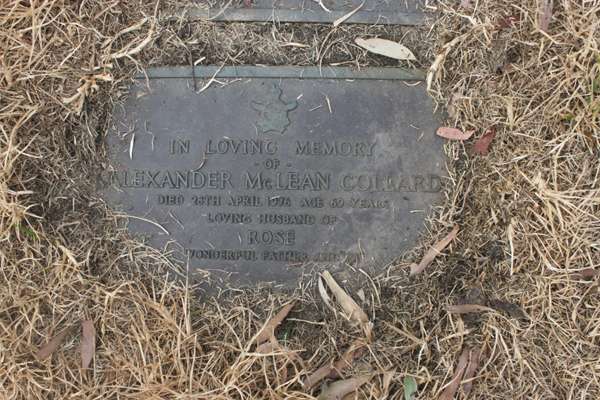 IN LOVING MEMORY
- OF -
ALEXANDER McLEAN COLLARD
DIED 28TH APRIL 1976 AGE 69 YEARS
LOVING HUSBAND OF
ROSE
WONDERFUL FATHER AND